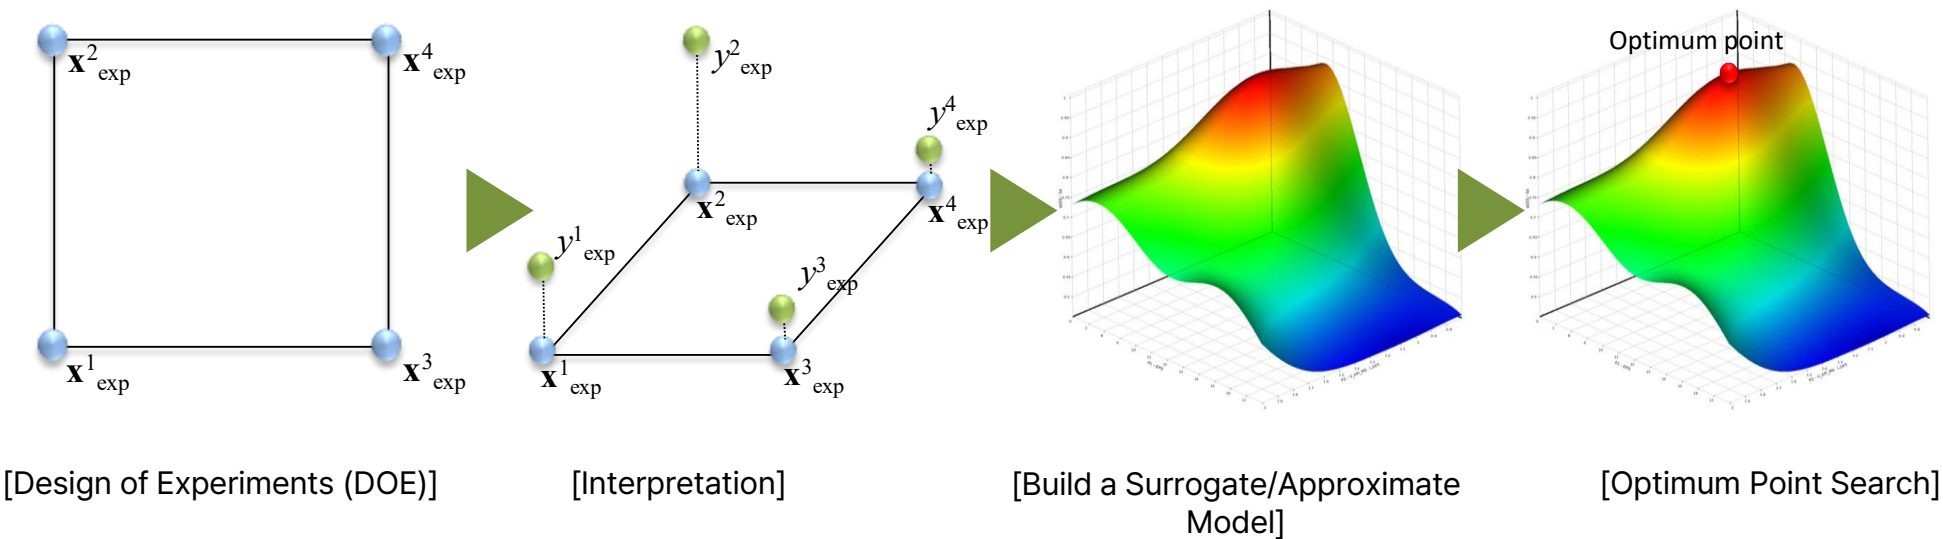 x²exp
x⁴exp
x¹exp
x³exp
[Design of Experiments (DOE)]
y²exp
y⁴exp
x²exp
x⁴exp
y¹exp
y³exp
x¹exp
x³exp
[Interpretation]
[Build a Surrogate/Approximate
Model]
Optimum point
[Optimum Point Search]